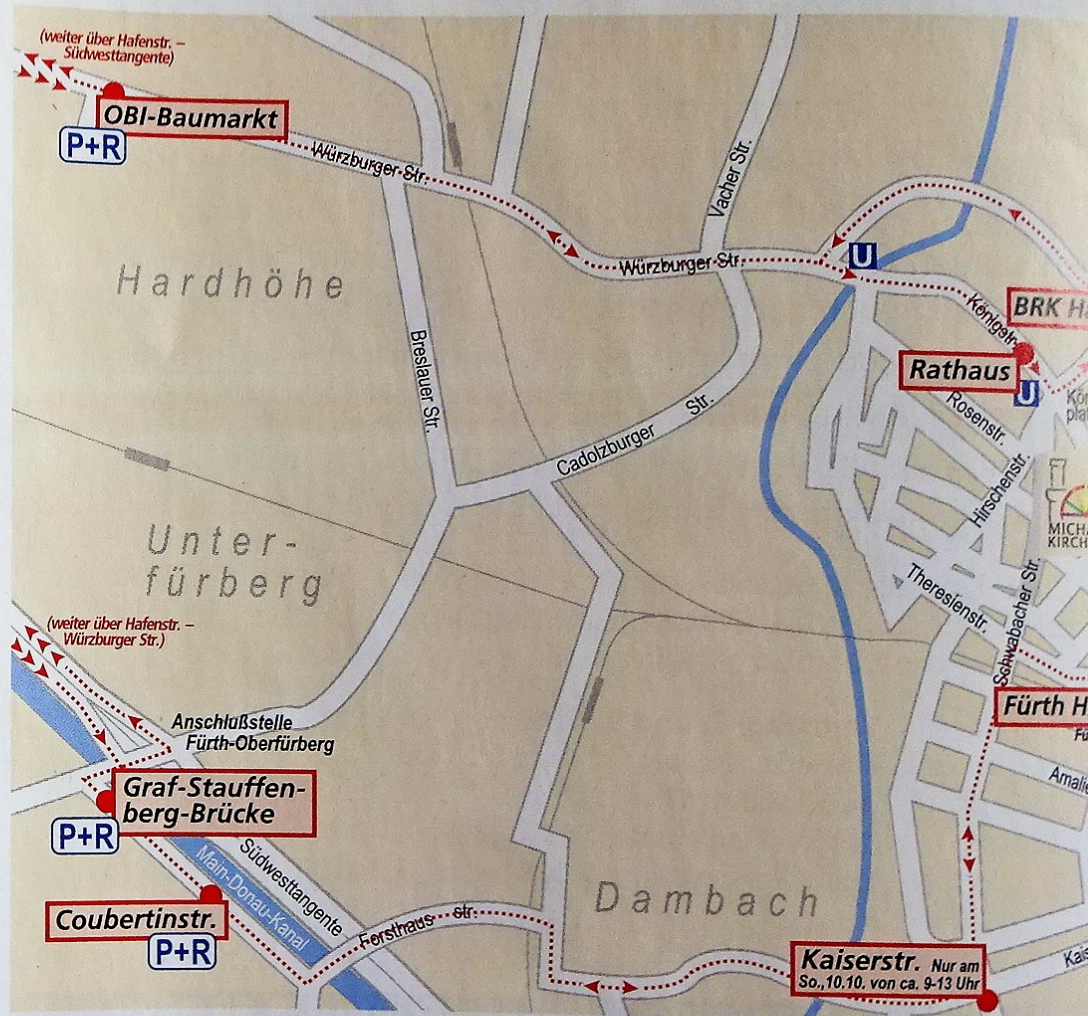 (weiter über Hafenstr. –
Südwesttangente)
OBI-Baumarkt
P+R
Würzburger Str.
Vacher Str.
Hardhöhe
Würzburger Str.
U
Königstr.
BRK
Rathaus
U
Breslauer Str.
Rosenstr.
Cadolzburger Str.
Hirschenstr.
Unter-
fürberg
Theresienstr.
Schwabacher Str.
(weiter über Hafenstr. –
Würzburger Str.)
Fürth
Anschlußstelle
Fürth-Oberfürberg
Graf-Stauffen-
berg-Brücke
P+R
Südwesttangente
Main-Donau-Kanal
Dambach
Coubertinstr.
P+R
Forsthaus str.
Kaiserstr. Nur am
So.,10.10. von ca. 9-13 Uhr